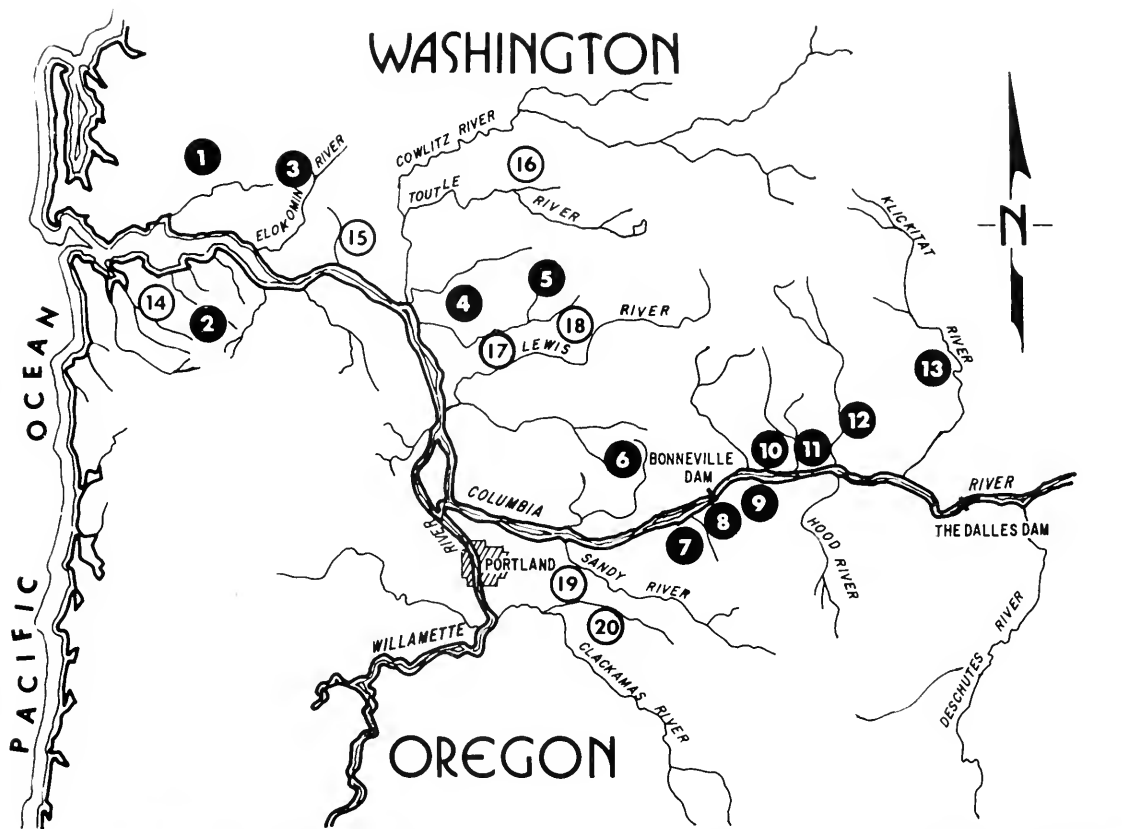 WASHINGTON
COWLITZ RIVER
1
3
RIVER
ELOKOMIN
16
TOUTLE
RIVER
15
KLICKITAT
RIVER
N
14
2
4
5
17
18
LEWIS
RIVER
13
12
10
11
6
BONNEVILLE
DAM
9
8
7
COLUMBIA
RIVER
THE DALLES DAM
HOOD RIVER
RIVER
PORTLAND
SANDY
RIVER
19
20
WILLAMETTE
CLACKAMAS
RIVER
DESCHUTES
RIVER
PACIFIC
OCEAN
OREGON